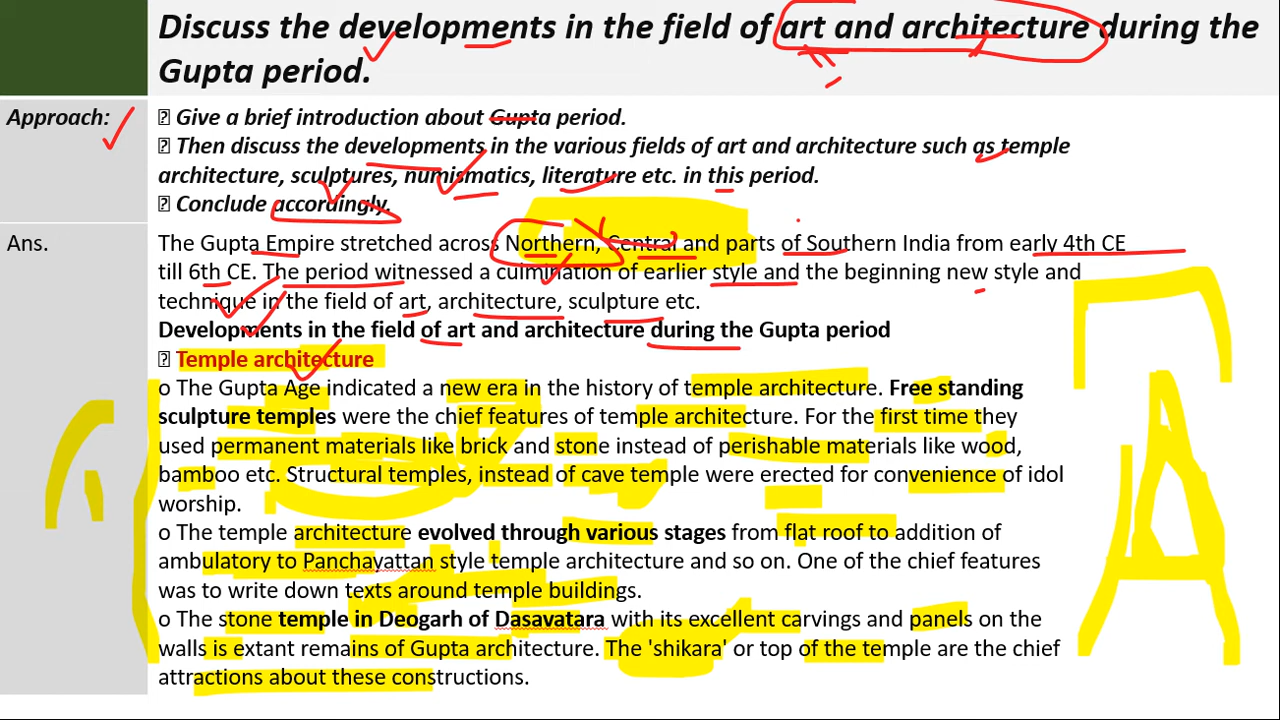 Discuss the developments in the field of art and architecture during the
Gupta period.
Approach:
Give a brief introduction about Gupta period.
Then discuss the developments in the various fields of art and architecture such as temple
architecture, sculptures, numismatics, literature etc. in this period.
Conclude accordingly.
Ans.
The Gupta Empire stretched across Northern, Central and parts of Southern India from early 4th CE
till 6th CE. The period witnessed a culmination of earlier style and the beginning new style and
technique in the field of art, architecture, sculpture etc.
Developments in the field of art and architecture during the Gupta period
Temple architecture
o The Gupta Age indicated a new era in the history of temple architecture. Free standing
sculpture temples were the chief features of temple architecture. For the first time they
used permanent materials like brick and stone instead of perishable materials like wood,
bamboo etc. Structural temples, instead of cave temple were erected for convenience of idol
worship.
o The temple architecture evolved through various stages from flat roof to addition of
ambulatory to Panchayattan style temple architecture and so on. One of the chief features
was to write down texts around temple buildings.
o The stone temple in Deogarh of Dasavatara with its excellent carvings and panels on the
walls is extant remains of Gupta architecture. The 'shikara' or top of the temple are the chief
attractions about these constructions.